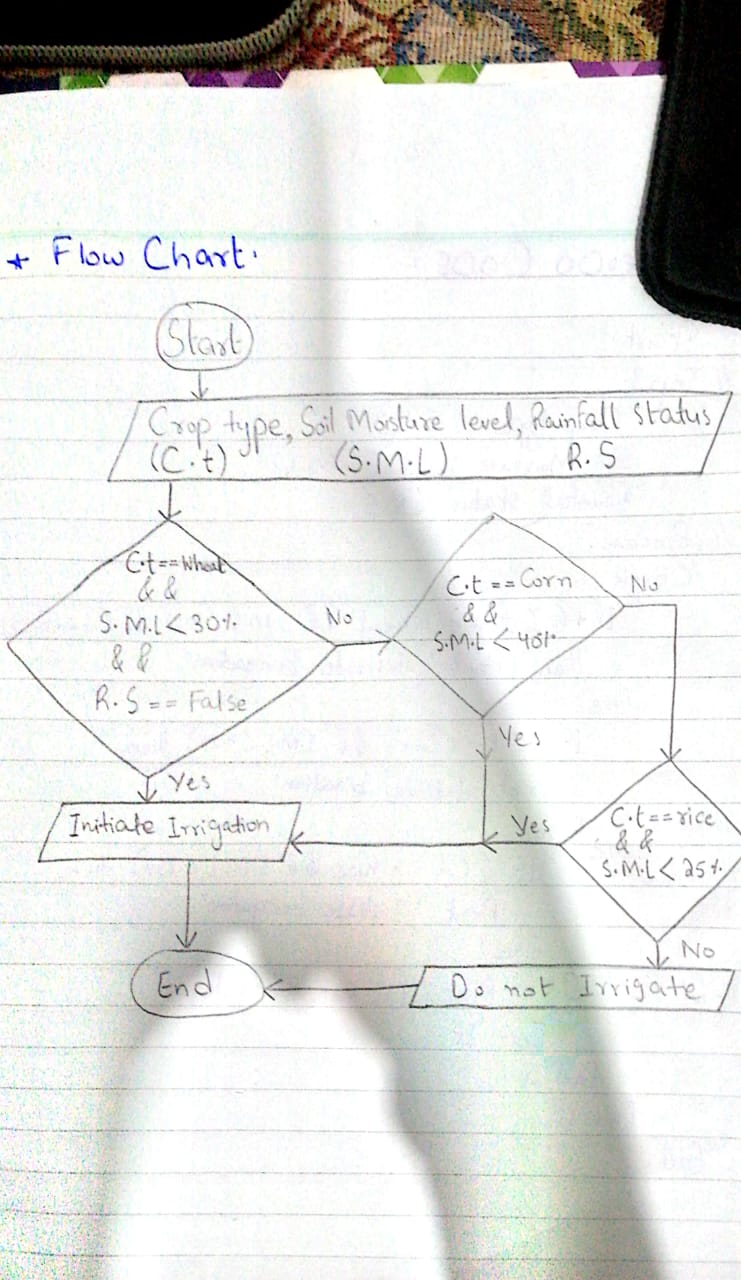 * Flow Chart.
Start
Crop type, Soil Moisture level, Rainfall status
(C.t) (S.M.L) R.S
C.t==Wheat
& &
S.M.L < 30%
& &
R.S == False
No
Yes
C.t == Corn
& &
S.M.L < 40%
No
Yes
C.t==rice
& &
S.M.L < 25%
Yes
No
Initiate Irrigation
Do not Irrigate
End